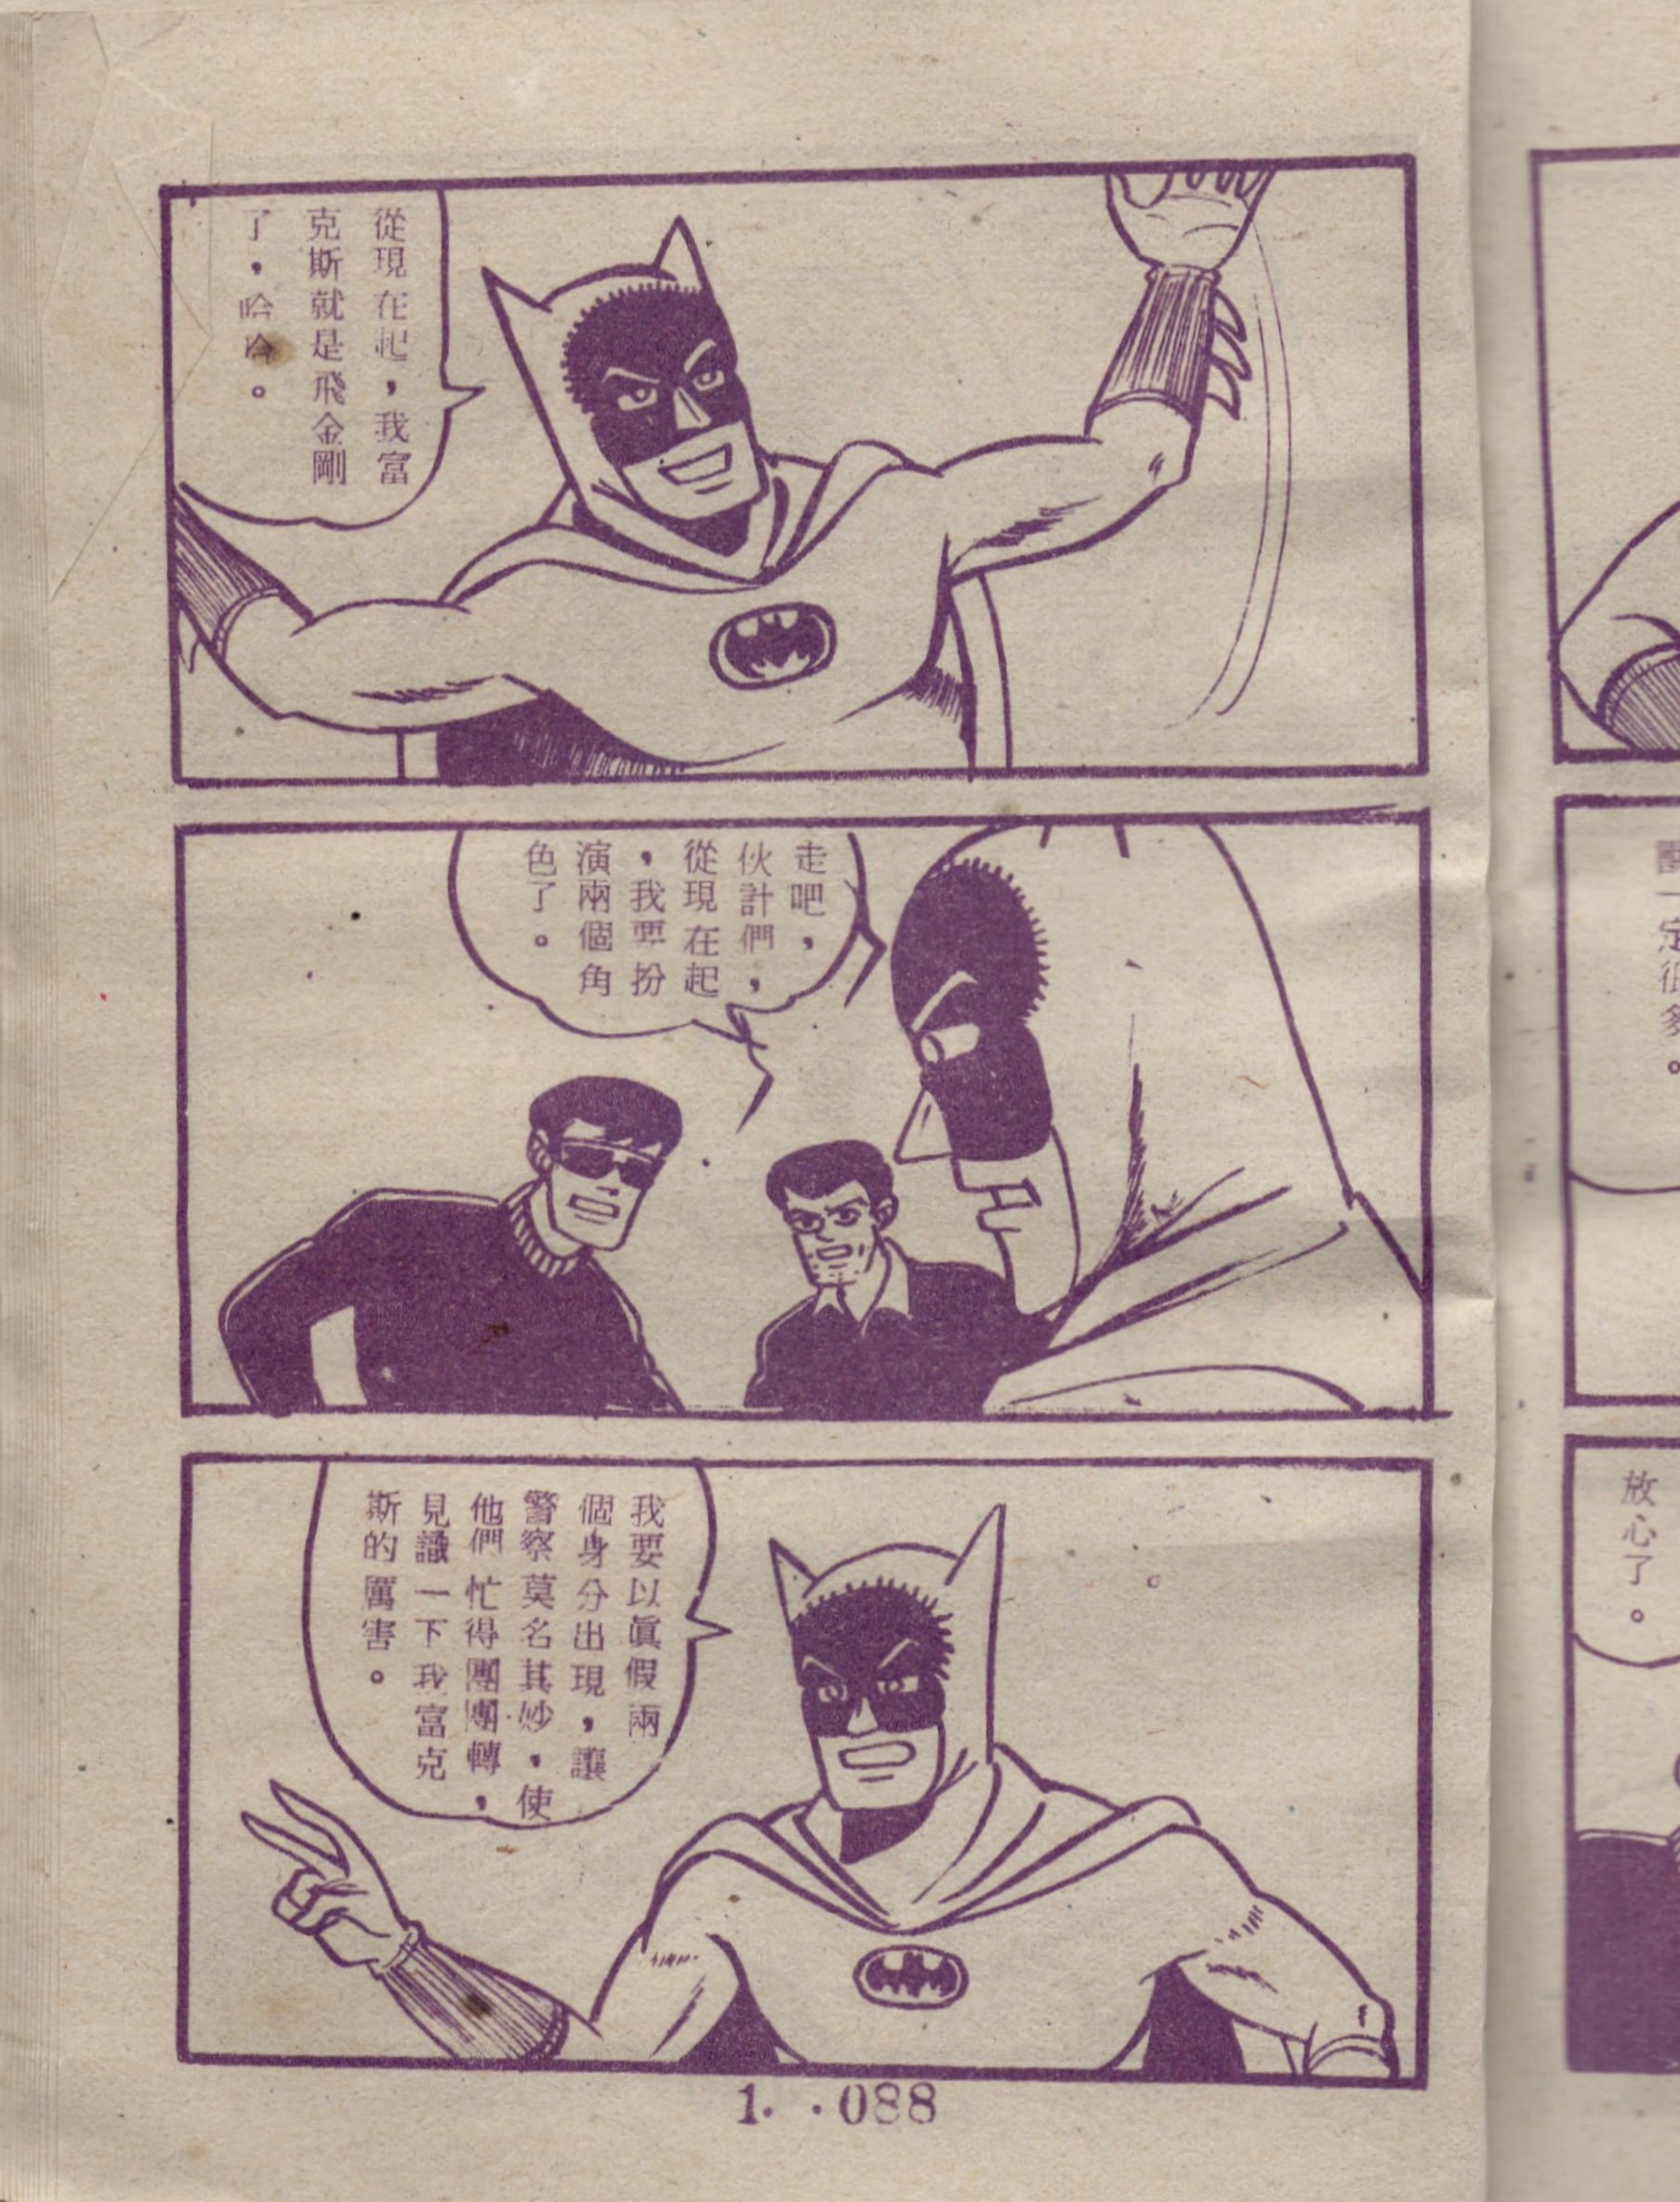 從現在起，我富
克斯就是飛金剛
了，哈哈。
走吧，
伙計們，
從現在起
，我要扮
演兩個角
色了。
我要以眞假兩
個身分出現，讓
警察莫名其妙，使
他們忙得團團轉，
見識一下我富克
斯的厲害。
1. .088
一定很多。
放心了。